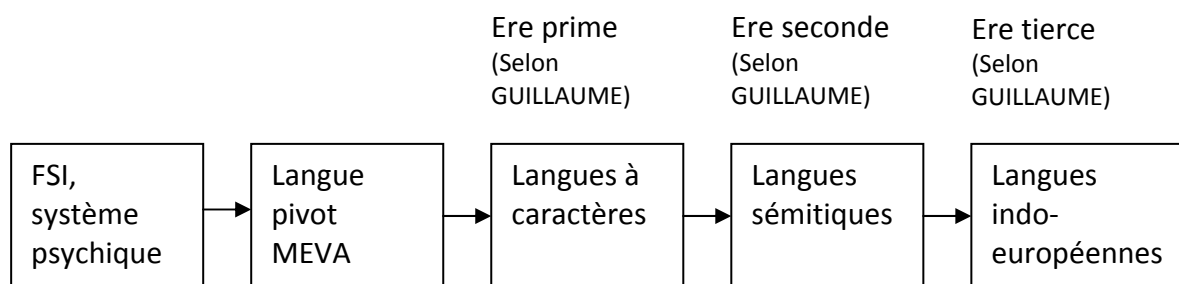 Ere prime
(Selon
GUILLAUME)
Ere seconde
(Selon
GUILLAUME)
Ere tierce
(Selon
GUILLAUME)
FSI,
système
psychique
Langue
pivot
MEVA
Langues à
caractères
Langues
sémitiques
Langues
indo-
européennes